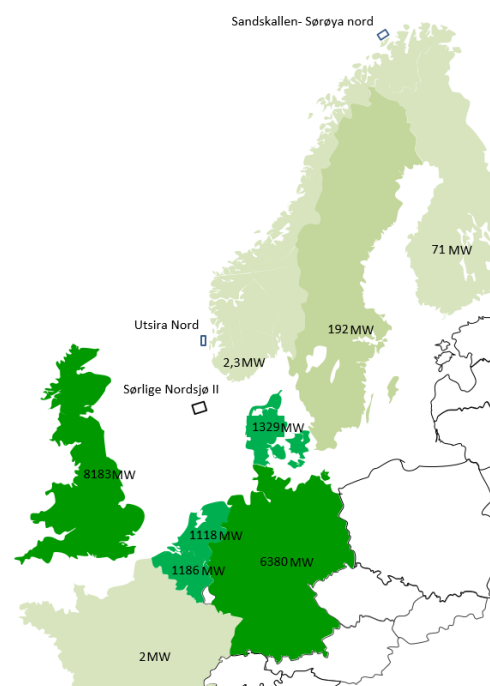 Sandskallen- Sørøya nord
71 MW
Utsira Nord
192 MW
2,3 MW
Sørlige Nordsjø II
1329 MW
8183 MW
1118 MW
1186 MW
6380 MW
2 MW